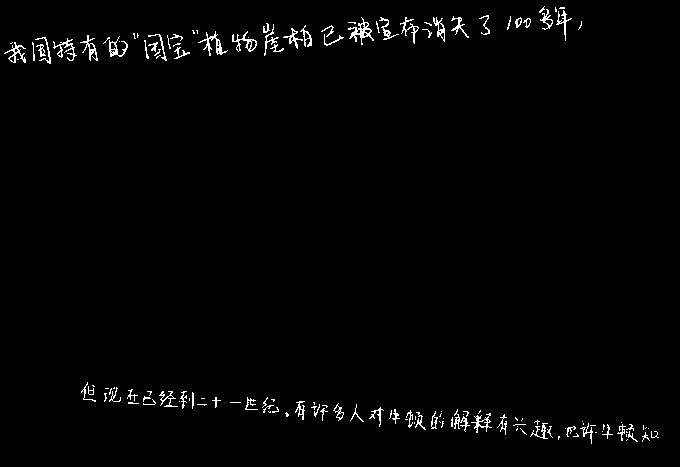 我国特有的"国宝"植物崖柏已被宣布消失了100多年,
但现在已经到二十一世纪,有许多人对牛顿的解释有兴趣,也许牛顿知